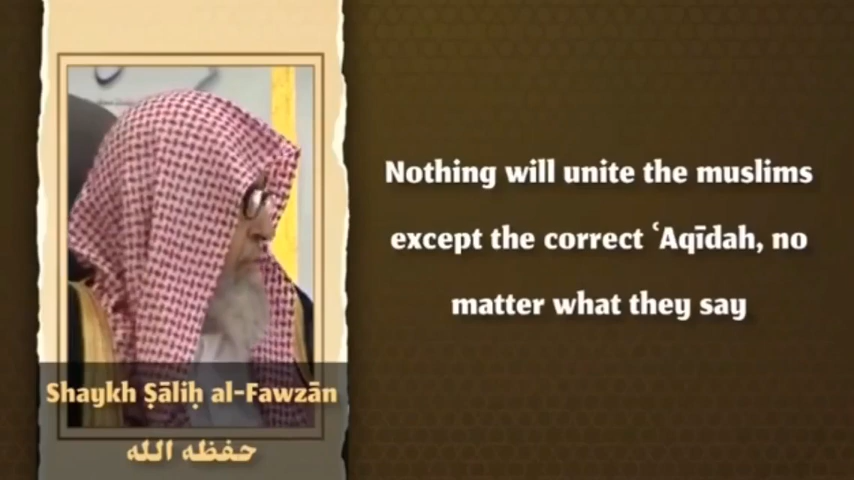 Nothing will unite the muslims
except the correct ʿAqīdah, no
matter what they say
Shaykh Ṣāliḥ al-Fawzān
حفظه الله